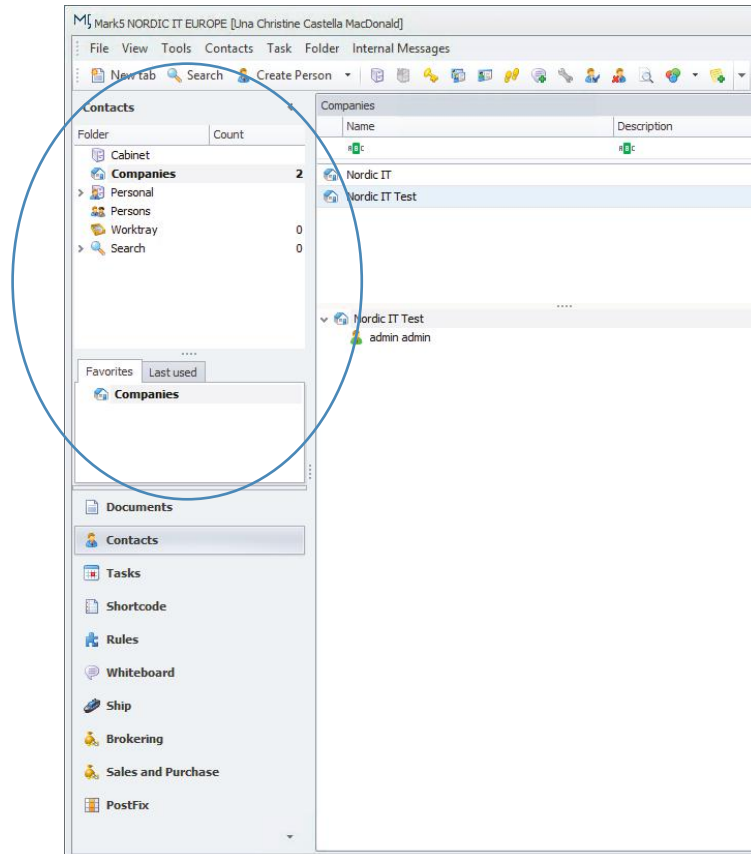 M5 Mark5 NORDIC IT EUROPE [Una Christine Castella MacDonald]
File View Tools Contacts Task Folder Internal Messages
New tab Search Create Person
Contacts
Folder Count
Cabinet
Companies 2
Personal
Persons
Worktray 0
Search 0
Favorites Last used
Companies
Documents
Contacts
Tasks
Shortcode
Rules
Whiteboard
Ship
Brokering
Sales and Purchase
PostFix
Companies
Name Description
ABC ABC
Nordic IT
Nordic IT Test
Nordic IT Test
admin admin